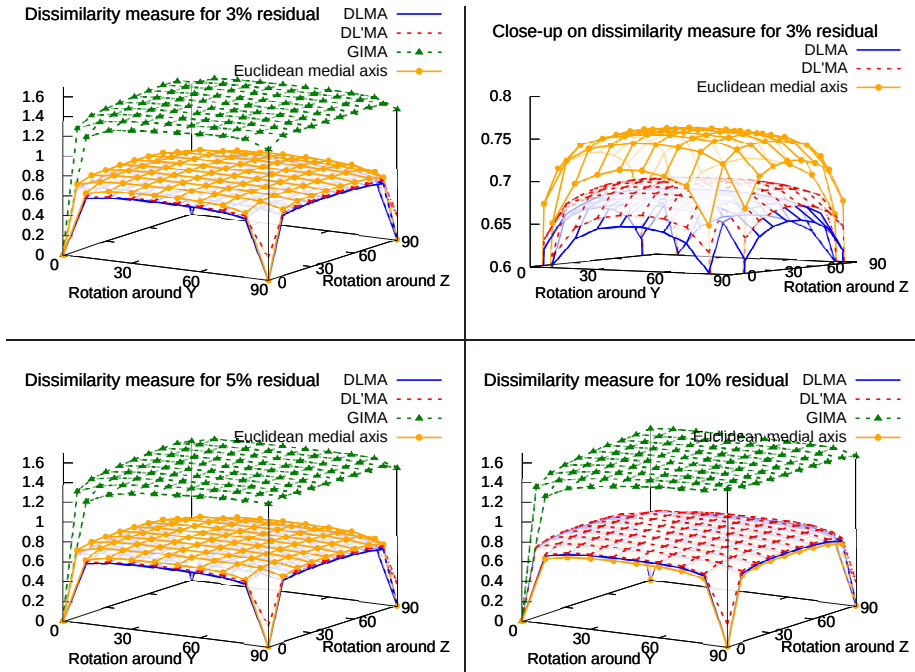 Dissimilarity measure for 3% residual
DLMA
DL'MA
GIMA
Euclidean medial axis
1.6
1.4
1.2
1
0.8
0.6
0.4
0.2
0
0
30
60
90
Rotation around Y
0
30
60
90
Rotation around Z
Close-up on dissimilarity measure for 3% residual
DLMA
DL'MA
Euclidean medial axis
0.8
0.75
0.7
0.65
0.6
0
30
60
90
Rotation around Y
0
30
60
90
Rotation around Z
Dissimilarity measure for 5% residual
DLMA
DL'MA
GIMA
Euclidean medial axis
1.6
1.4
1.2
1
0.8
0.6
0.4
0.2
0
0
30
60
90
Rotation around Y
0
30
60
90
Rotation around Z
Dissimilarity measure for 10% residual
DLMA
DL'MA
GIMA
Euclidean medial axis
1.6
1.4
1.2
1
0.8
0.6
0.4
0.2
0
0
30
60
90
Rotation around Y
0
30
60
90
Rotation around Z